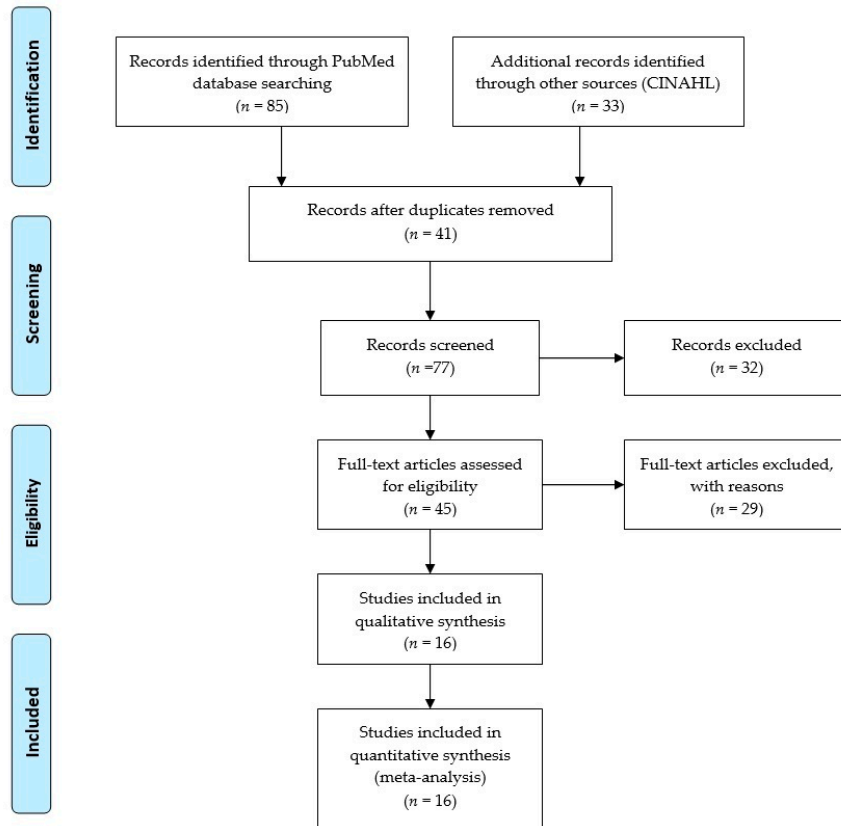 Identification
Records identified through PubMed
database searching
(n = 85)
Additional records identified
through other sources (CINAHL)
(n = 33)
Records after duplicates removed
(n = 41)
Screening
Records screened
(n =77)
Records excluded
(n = 32)
Eligibility
Full-text articles assessed
for eligibility
(n = 45)
Full-text articles excluded,
with reasons
(n = 29)
Studies included in
qualitative synthesis
(n = 16)
Included
Studies included in
quantitative synthesis
(meta-analysis)
(n = 16)